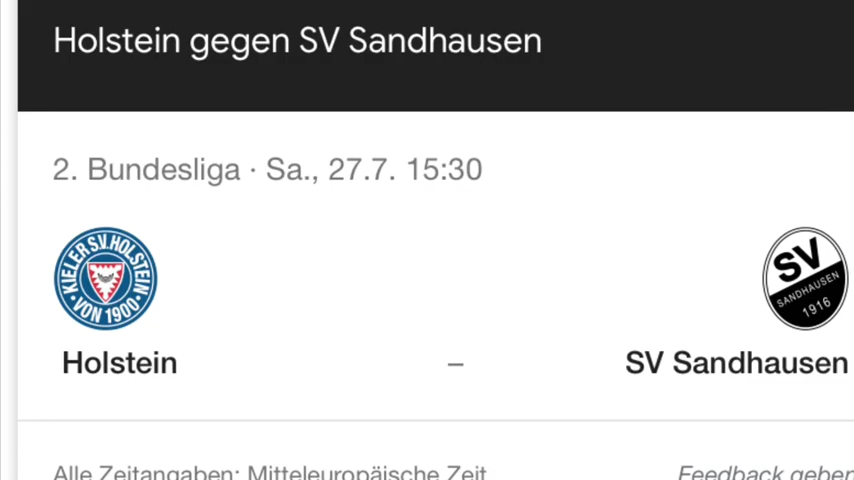 Holstein gegen SV Sandhausen
2. Bundesliga · Sa., 27.7. 15:30
KIELER S.V. HOLSTEIN
· VON 1900 ·
SV
SANDHAUSEN
1916
Holstein – SV Sandhausen
Alle Zeitangaben: Mitteleuropäische Zeit Feedback geben